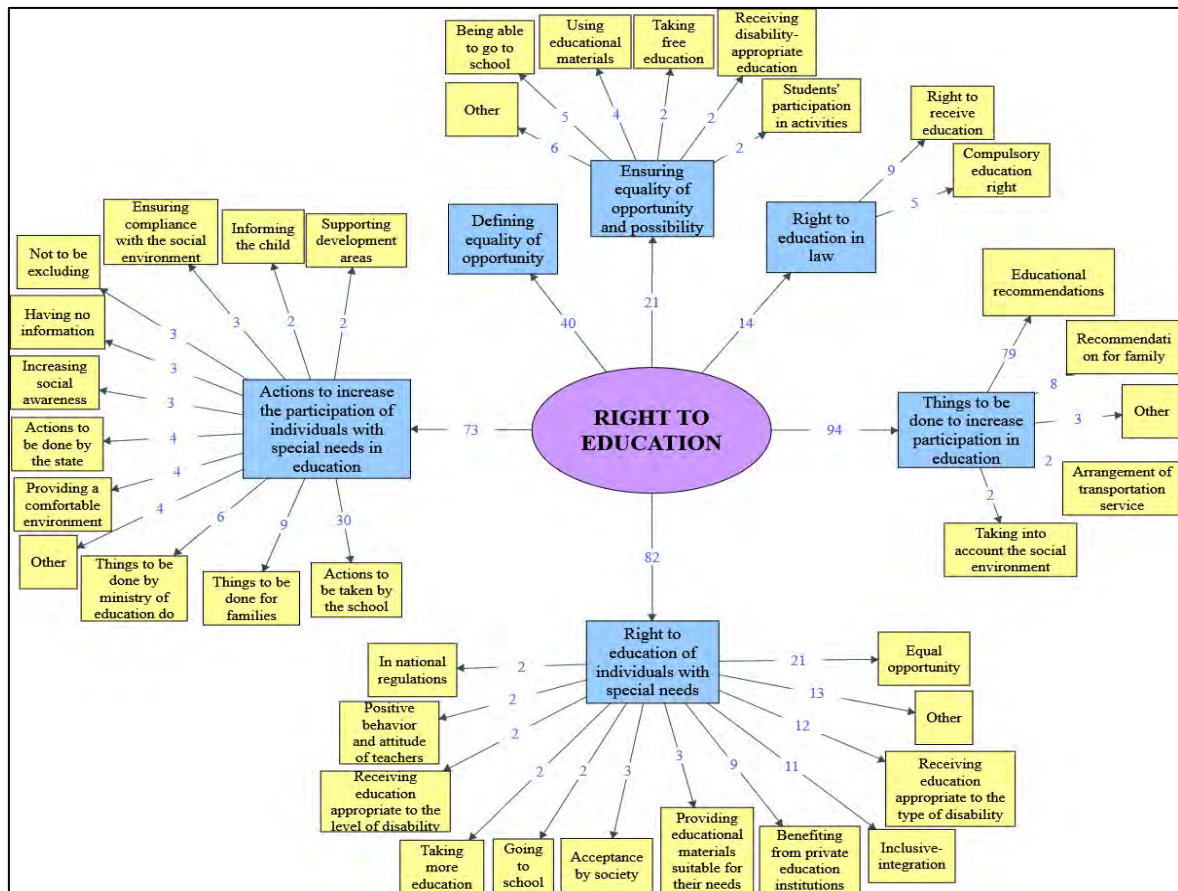 Being able
to go to
school
Using
educational
materials
Taking
free
education
Receiving
disability-
appropriate
education
Other
Students'
participation
in activities
5
4
2
2
6
2
Ensuring
equality of
opportunity
and possibility
Right to
receive
education
Compulsory
education
right
9
5
Right to
education in
law
Defining
equality of
opportunity
40
21
14
Ensuring
compliance
with the social
environment
Informing
the child
Supporting
development
areas
Not to be
excluding
Having no
information
Increasing
social
awareness
Actions to
be done by
the state
Providing a
comfortable
environment
Other
Things to be
done by
ministry of
education do
Things to be
done for
families
Actions to
be taken by
the school
3
2
2
3
3
3
4
4
4
6
9
30
Actions to increase
the participation of
individuals with
special needs in
education
73
RIGHT TO
EDUCATION
94
Things to be
done to increase
participation in
education
Educational
recommendations
Recommendati
on for family
Other
Arrangement of
transportation
service
Taking into
account the social
environment
79
8
3
2
2
82
Right to
education of
individuals with
special needs
In national
regulations
Positive
behavior
and attitude
of teachers
Receiving
education
appropriate to the
level of disability
Taking
more
education
Going
to
school
Acceptance
by society
Providing
educational
materials
suitable for
their needs
Benefiting
from private
education
institutions
Inclusive-
integration
Receiving
education
appropriate to the
type of disability
Other
Equal
opportunity
2
2
2
2
2
3
3
9
11
12
13
21